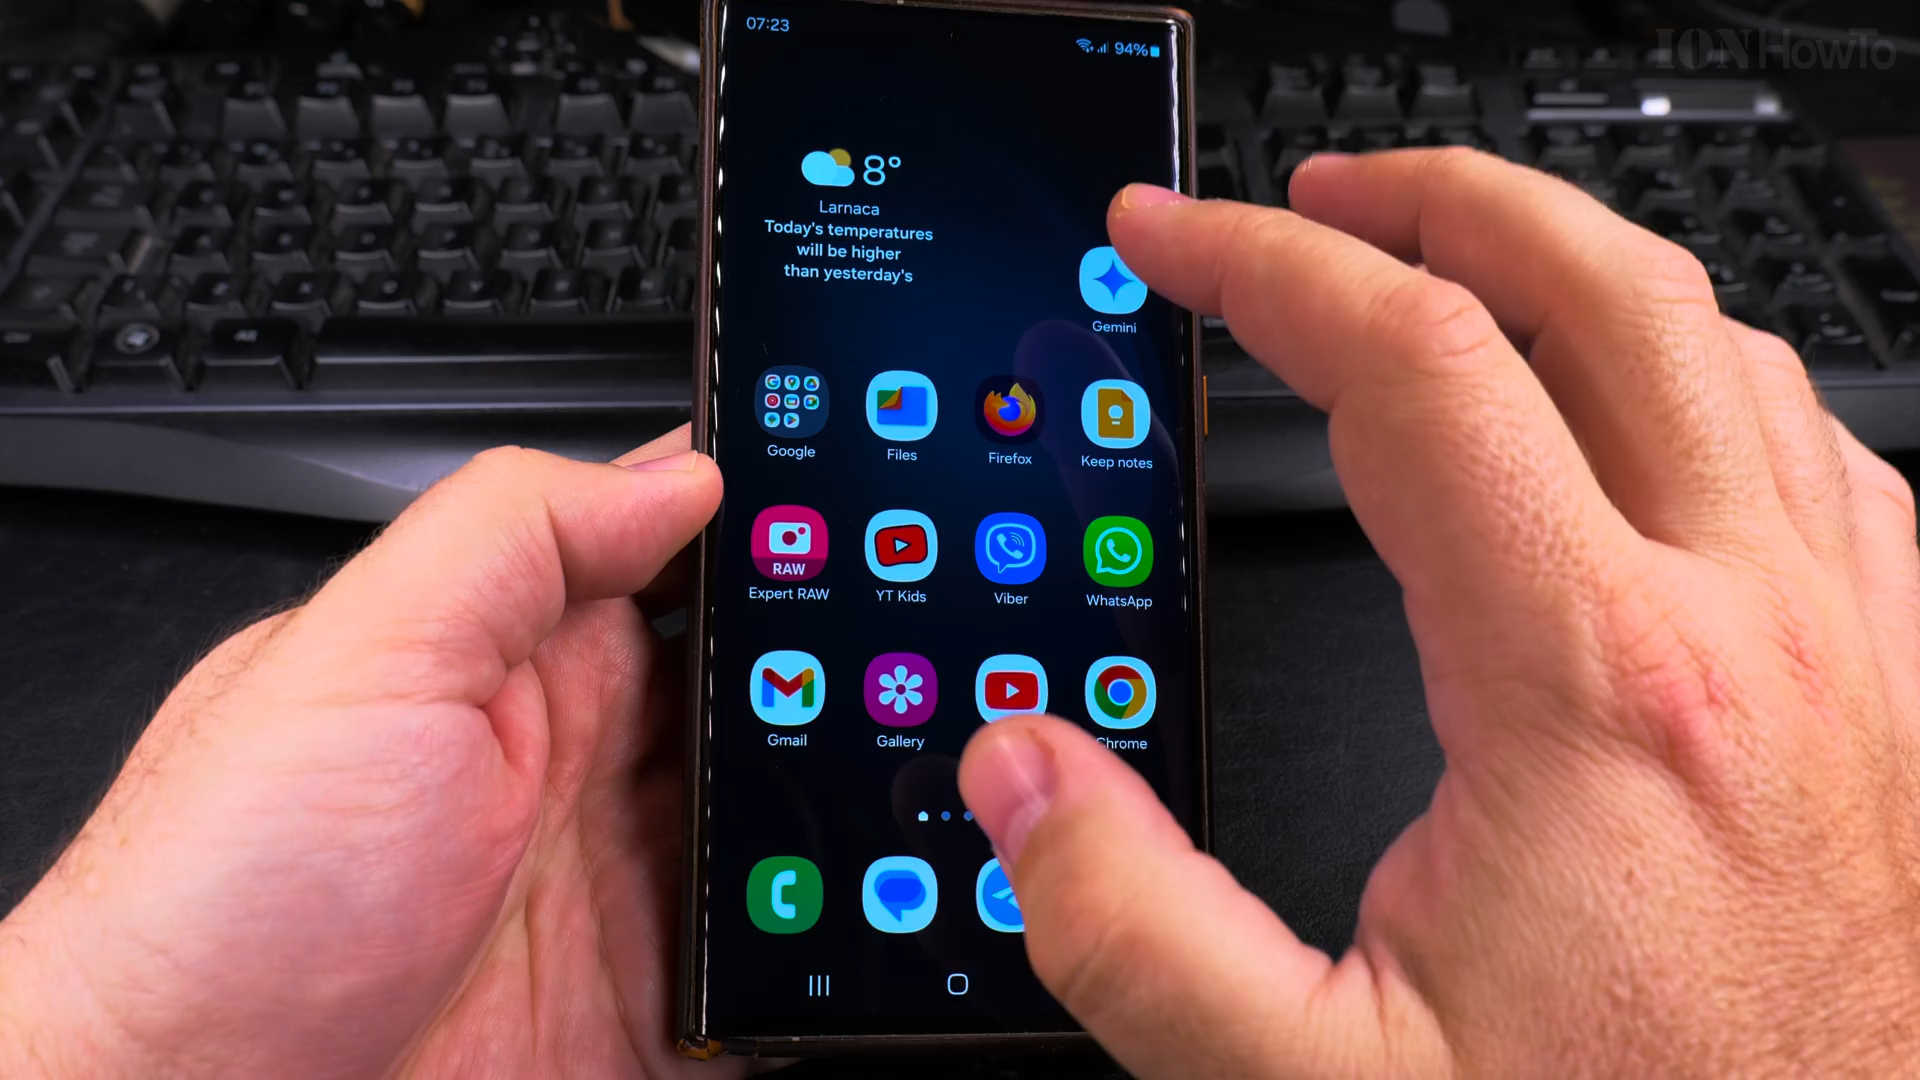 IONHowTo
07:23
94%
8°
Larnaca
Today's temperatures
will be higher
than yesterday's
Gemini
Google
Files
Firefox
Keep notes
RAW
Expert RAW
YT Kids
Viber
WhatsApp
Gmail
Gallery
Chrome